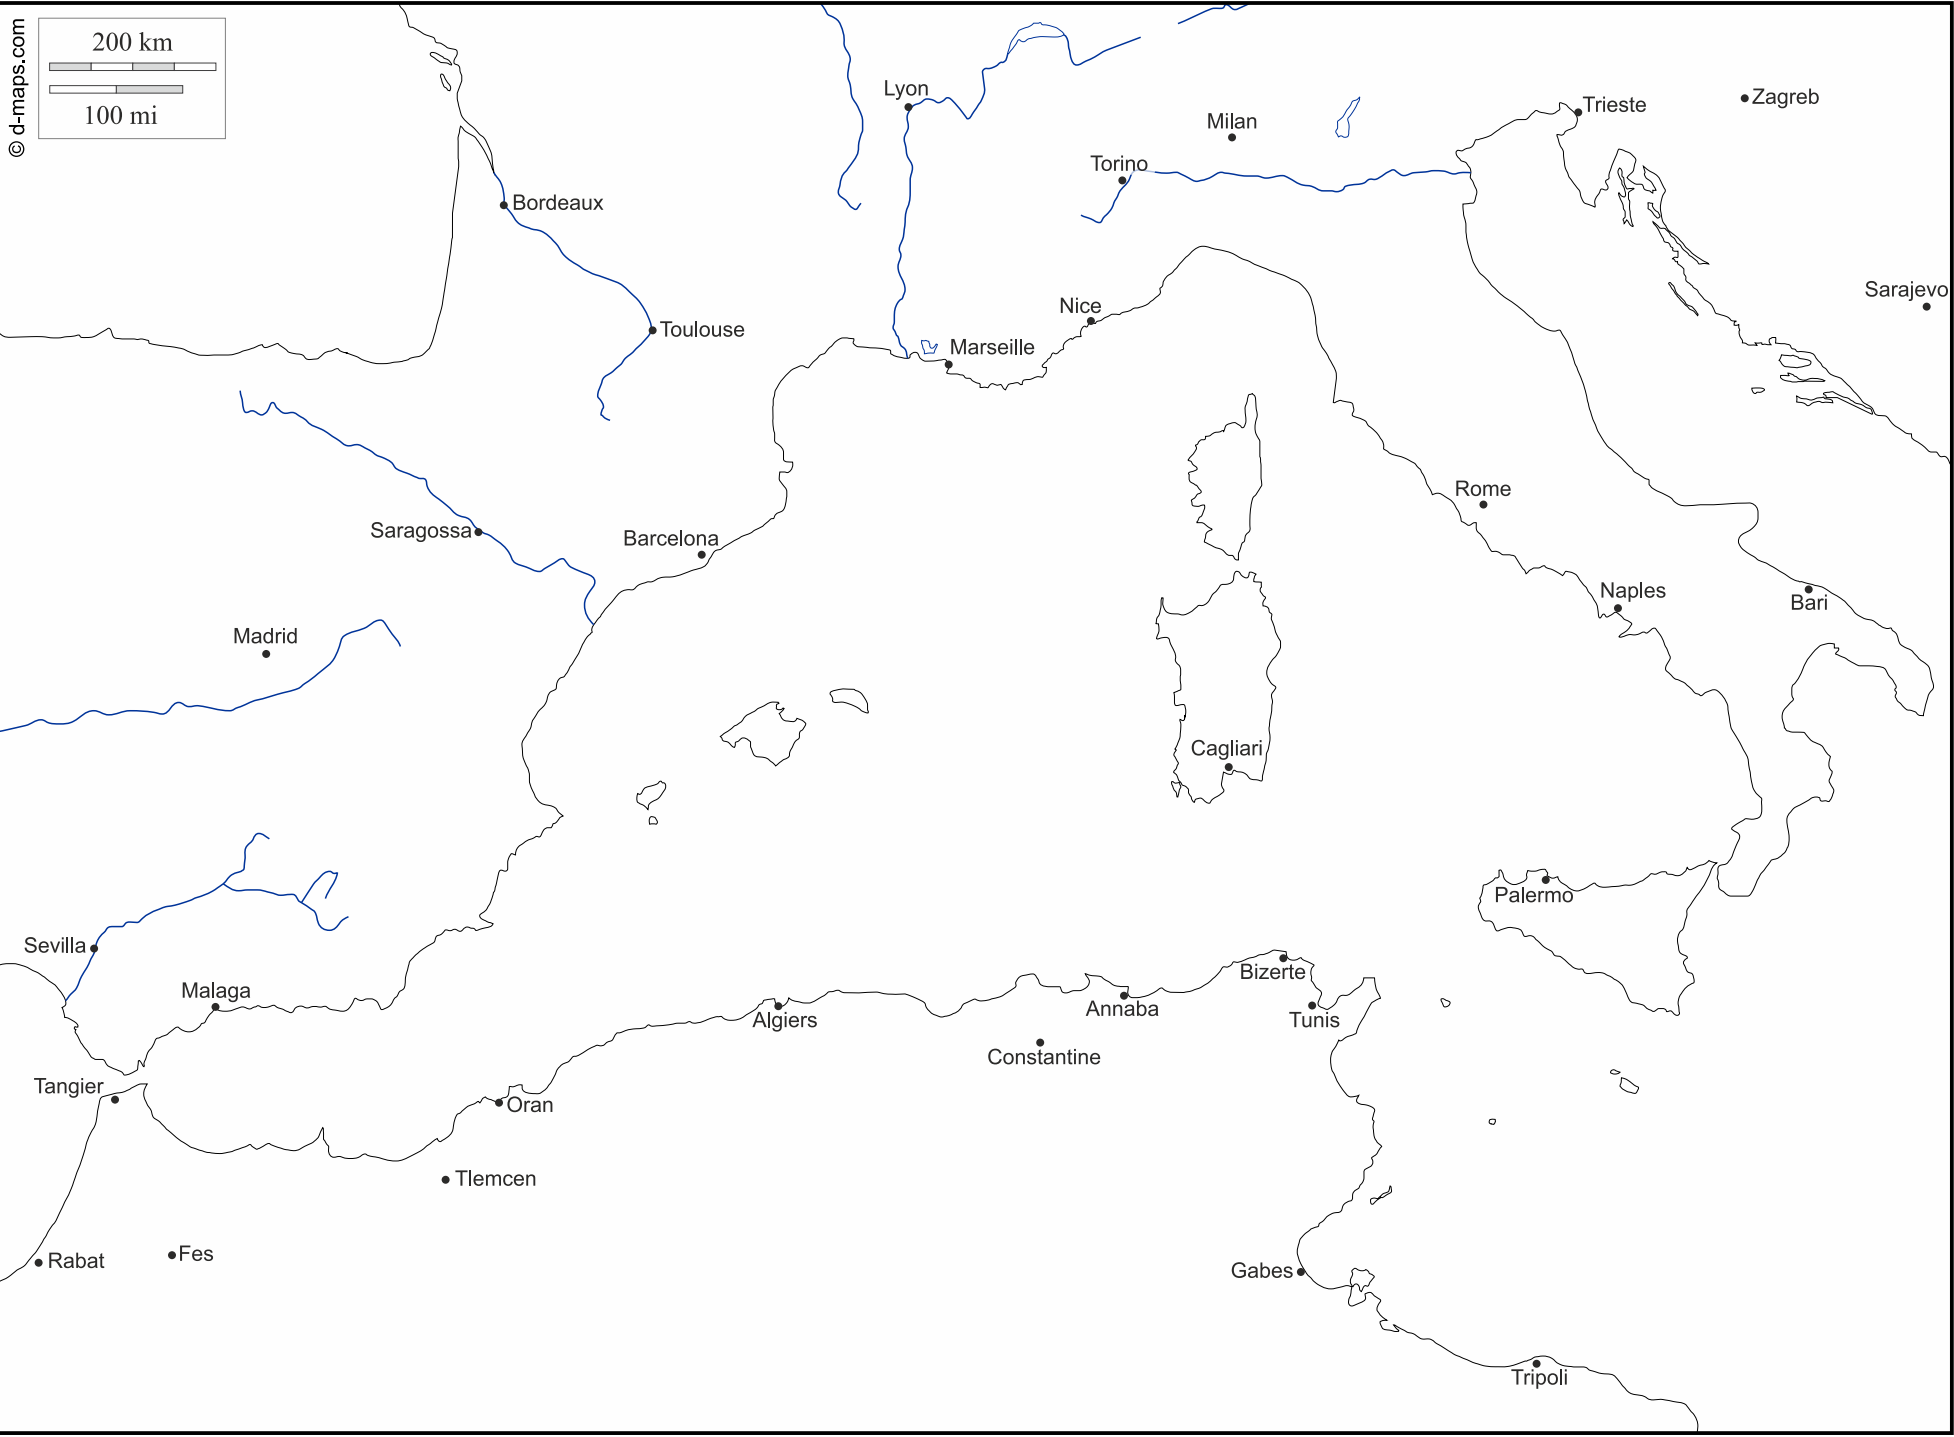 © d-maps.com
200 km
100 mi
Lyon
Zagreb
Trieste
Milan
Torino
Bordeaux
Sarajevo
Nice
Toulouse
Marseille
Rome
Saragossa
Barcelona
Naples
Bari
Madrid
Cagliari
Palermo
Sevilla
Bizerte
Malaga
Annaba
Algiers
Tunis
Constantine
Tangier
Oran
Tlemcen
Fes
Rabat
Gabes
Tripoli